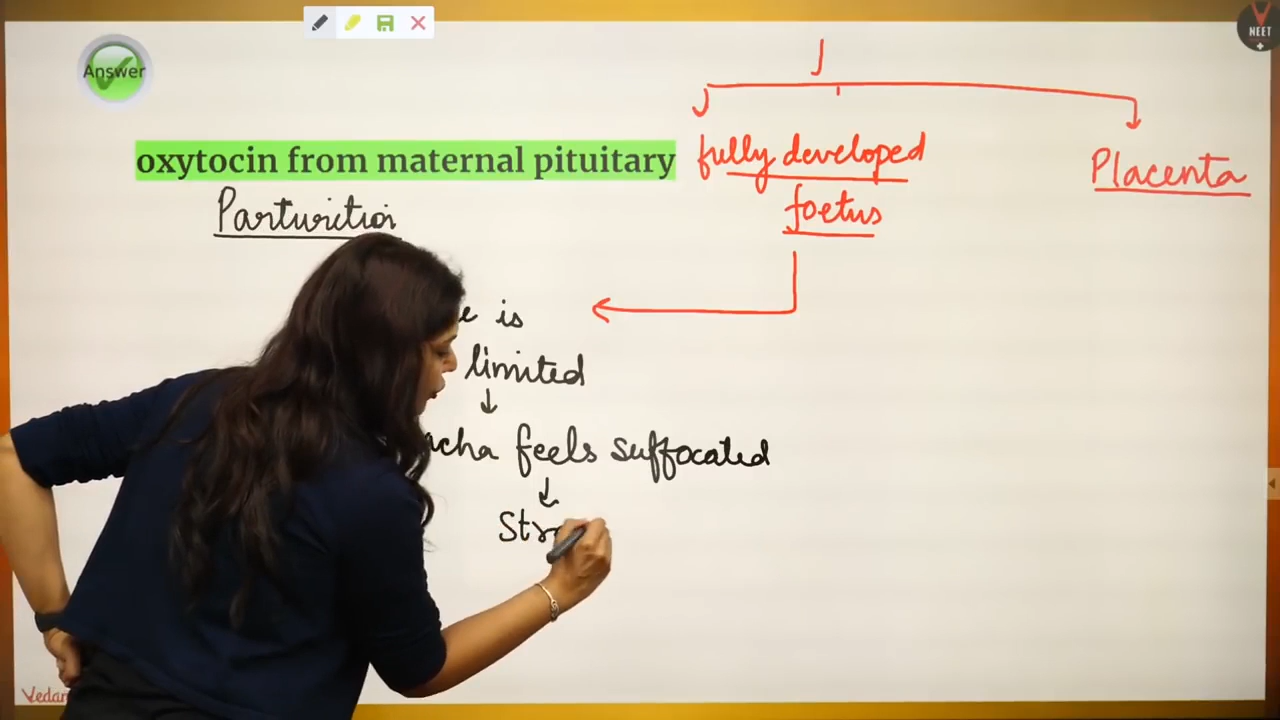 NEET
Answer
oxytocin from maternal pituitary
Parturition
fully developed
foetus
Placenta
is
limited
feels suffocated